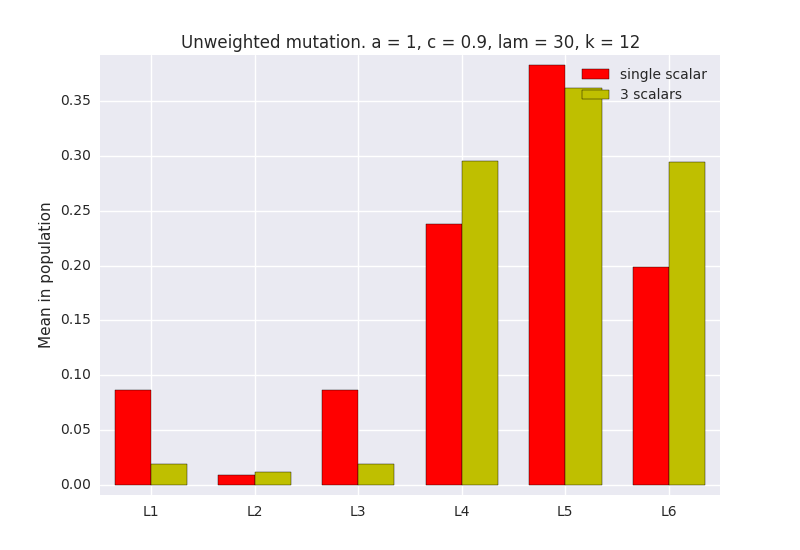 Unweighted mutation. a = 1, c = 0.9, lam = 30, k = 12
single scalar
3 scalars
0.35
0.30
0.25
0.20
0.15
0.10
0.05
0.00
Mean in population
L1 L2 L3 L4 L5 L6